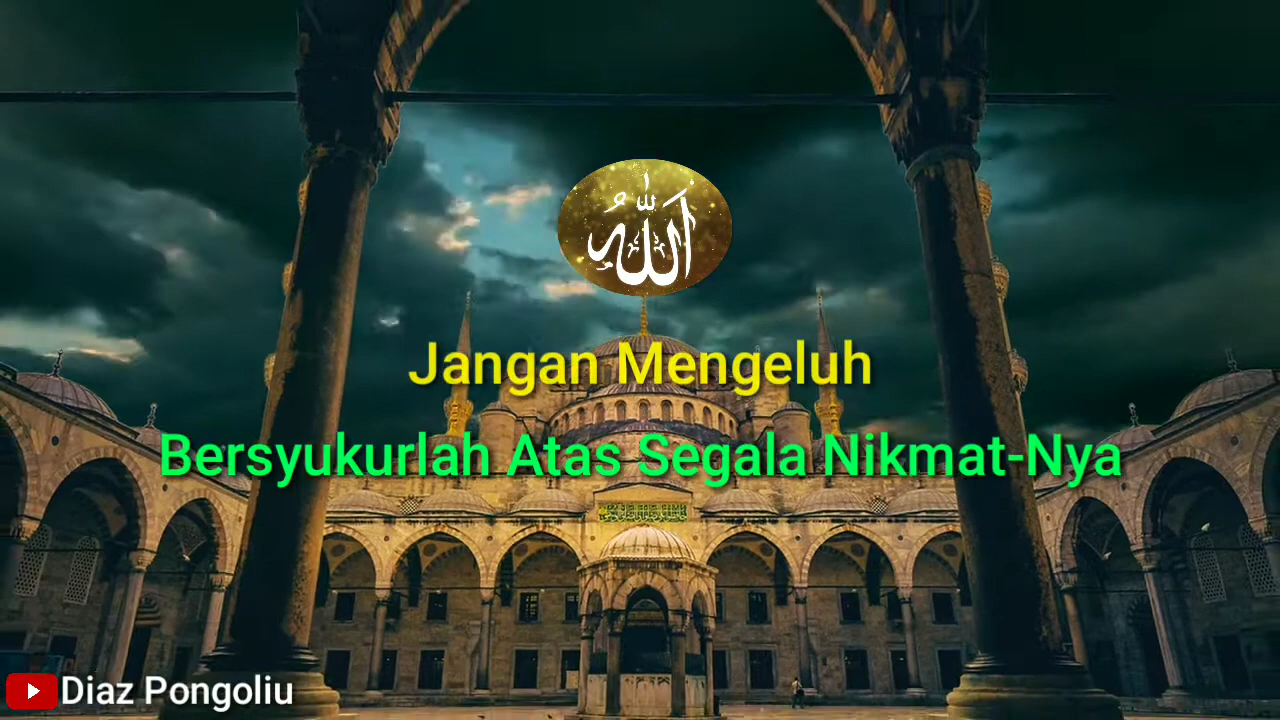 اللهُ
Jangan Mengeluh
Bersyukurlah Atas Segala Nikmat-Nya
Diaz Pongoliu